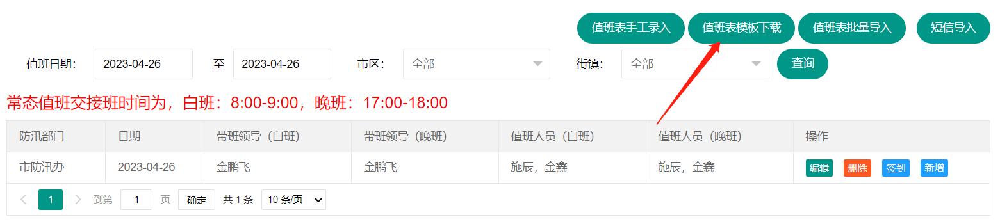 值班表手工录入 值班表模板下载 值班表批量导入 短信导入
值班日期： 2023-04-26 至 2023-04-26 市区： 全部 街镇： 全部 查询
常态值班交接班时间为，白班：8:00-9:00，晚班：17:00-18:00
防汛部门 日期 带班领导（白班） 带班领导（晚班） 值班人员（白班） 值班人员（晚班） 操作
市防汛办 2023-04-26 金鹏飞 金鹏飞 施辰，金鑫 施辰，金鑫 编辑 删除 签到 新增
1 到第 1 页 确定 共 1 条 10 条/页